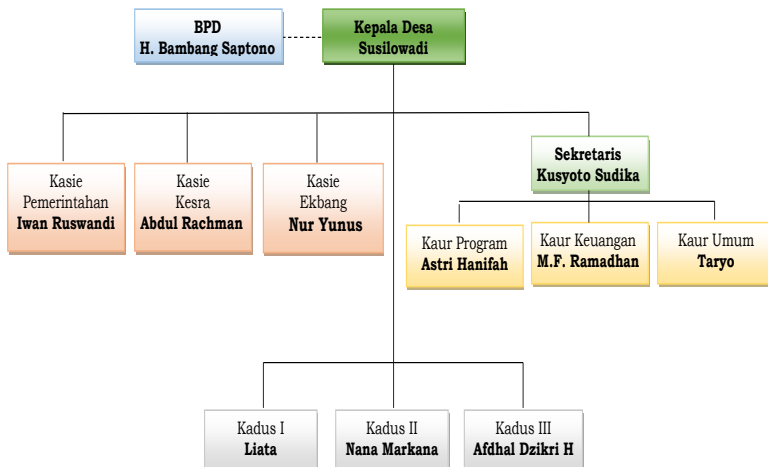 BPD
H. Bambang Saptono
Kepala Desa
Susilowadi
Sekretaris
Kusyoto Sudika
Kasie
Pemerintahan
Iwan Ruswandi
Kasie
Kesra
Abdul Rachman
Kasie
Ekbang
Nur Yunus
Kaur Program
Astri Hanifah
Kaur Keuangan
M.F. Ramadhan
Kaur Umum
Taryo
Kadus I
Liata
Kadus II
Nana Markana
Kadus III
Afdhal Dzikri H